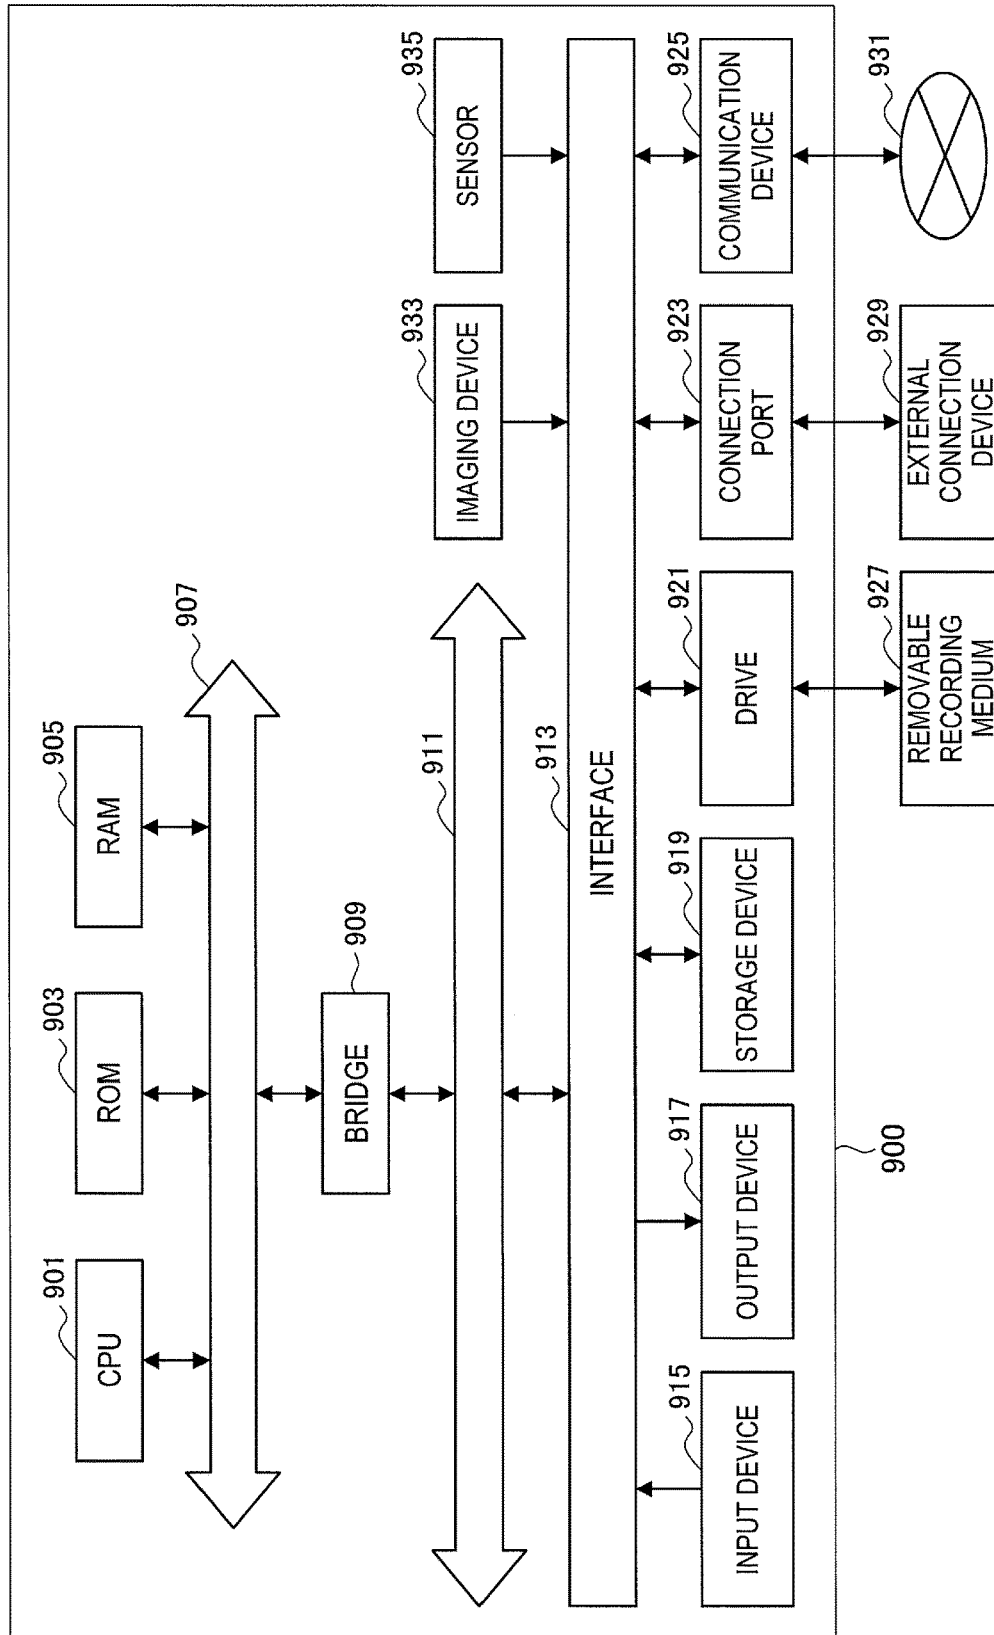 901
CPU
903
ROM
905
RAM
907
909
BRIDGE
911
933
IMAGING DEVICE
935
SENSOR
913
INTERFACE
915
INPUT DEVICE
917
OUTPUT DEVICE
919
STORAGE DEVICE
921
DRIVE
923
CONNECTION
PORT
925
COMMUNICATION
DEVICE
900
927
REMOVABLE
RECORDING
MEDIUM
929
EXTERNAL
CONNECTION
DEVICE
931